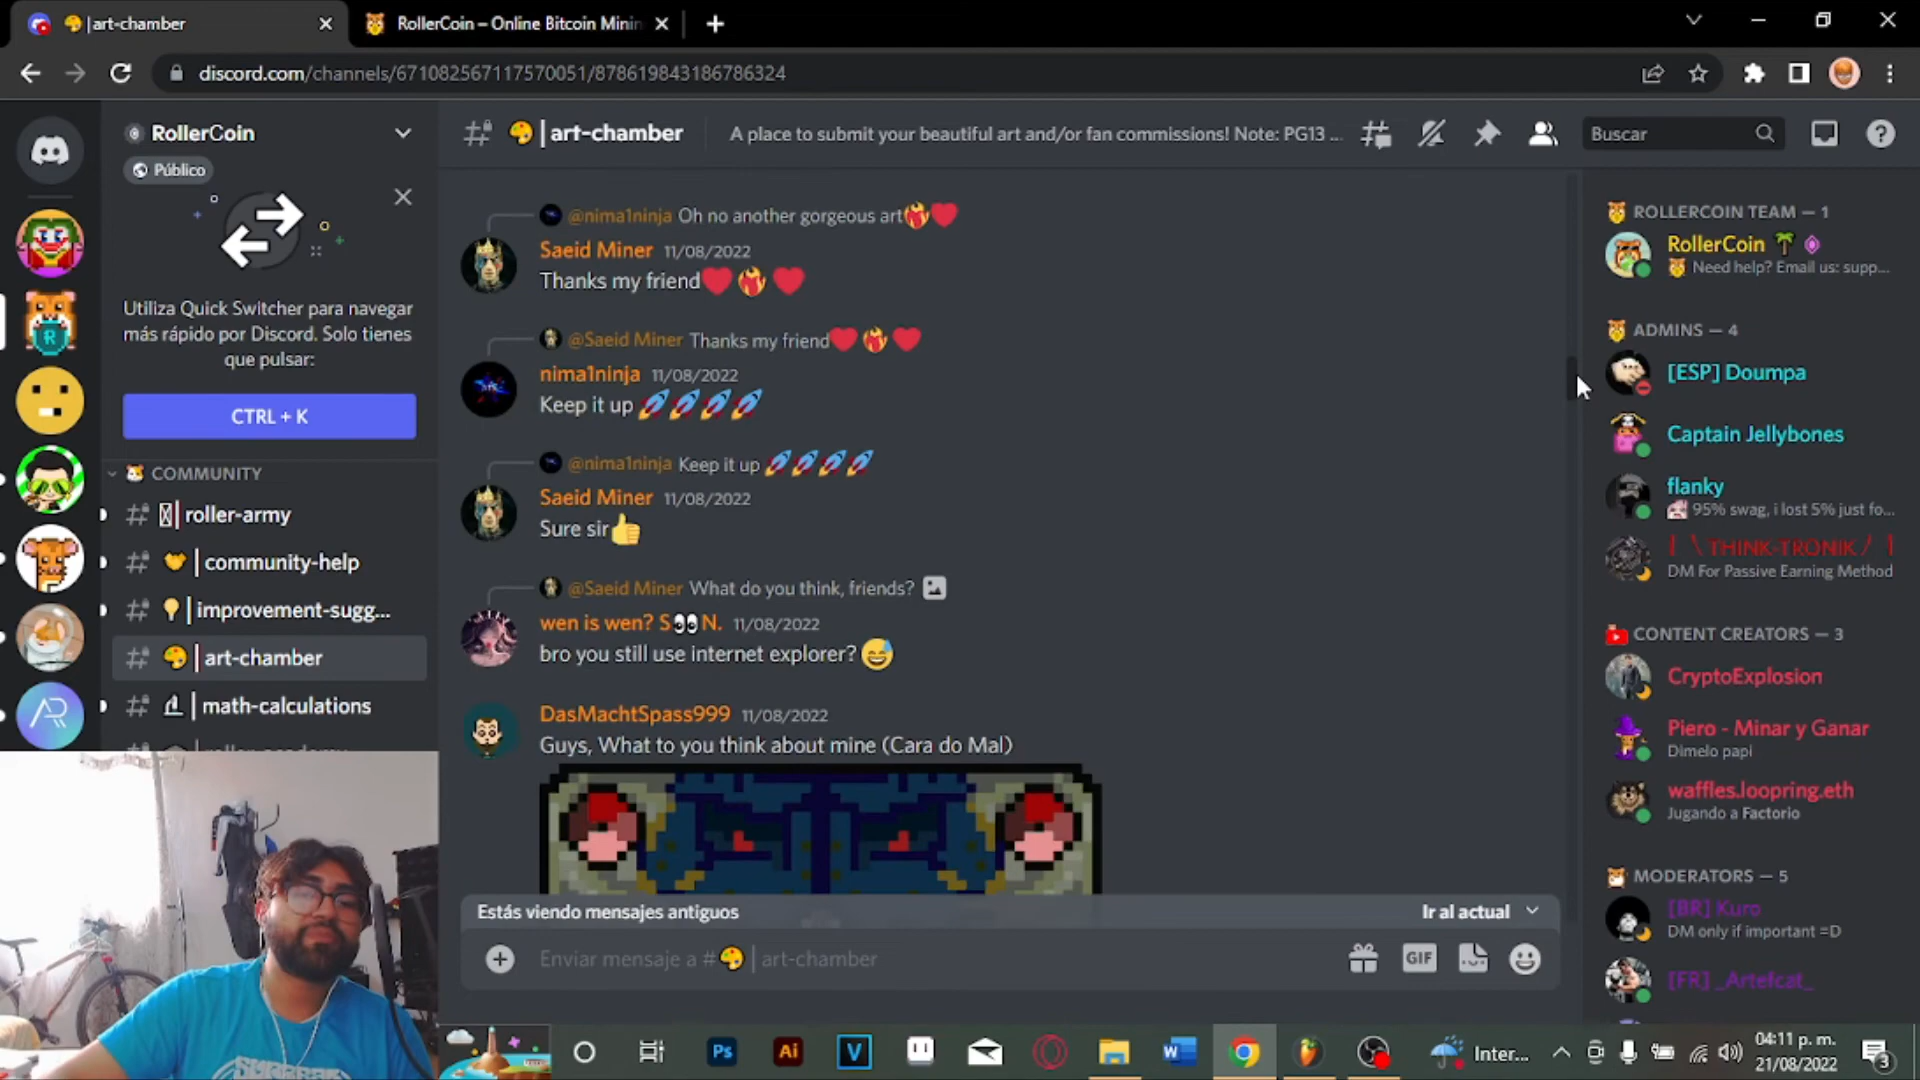 | art-chamber
RollerCoin – Online Bitcoin Minin
discord.com/channels/671082567117570051/878619843186786324
RollerCoin
Público
Utiliza Quick Switcher para navegar
más rápido por Discord. Solo tienes
que pulsar:
CTRL + K
COMMUNITY
| roller-army
| community-help
| improvement-sugg...
| art-chamber
| math-calculations
| art-chamber
A place to submit your beautiful art and/or fan commissions! Note: PG13 ...
Buscar
@nima1ninja Oh no another gorgeous art
Saeid Miner 11/08/2022
Thanks my friend
@Saeid Miner Thanks my friend
nima1ninja 11/08/2022
Keep it up
@nima1ninja Keep it up
Saeid Miner 11/08/2022
Sure sir
@Saeid Miner What do you think, friends?
wen is wen? S👀N. 11/08/2022
bro you still use internet explorer?
DasMachtSpass999 11/08/2022
Guys, What to you think about mine (Cara do Mal)
Estás viendo mensajes antiguos
Ir al actual
Enviar mensaje a #🎨 | art-chamber
GIF
ROLLERCOIN TEAM — 1
RollerCoin
Need help? Email us: supp...
ADMINS — 4
[ESP] Doumpa
Captain Jellybones
flanky
95% swag, i lost 5% just fo...
THINK-TRONIK
DM For Passive Earning Method
CONTENT CREATORS — 3
CryptoExplosion
Piero - Minar y Ganar
Dimelo papi
waffles.loopring.eth
Jugando a Factorio
MODERATORS — 5
[BR] Kuro
DM only if important =D
[FR] _Artefcat_
Ps
Ai
V
Inter...
04:11 p. m.
21/08/2022
3